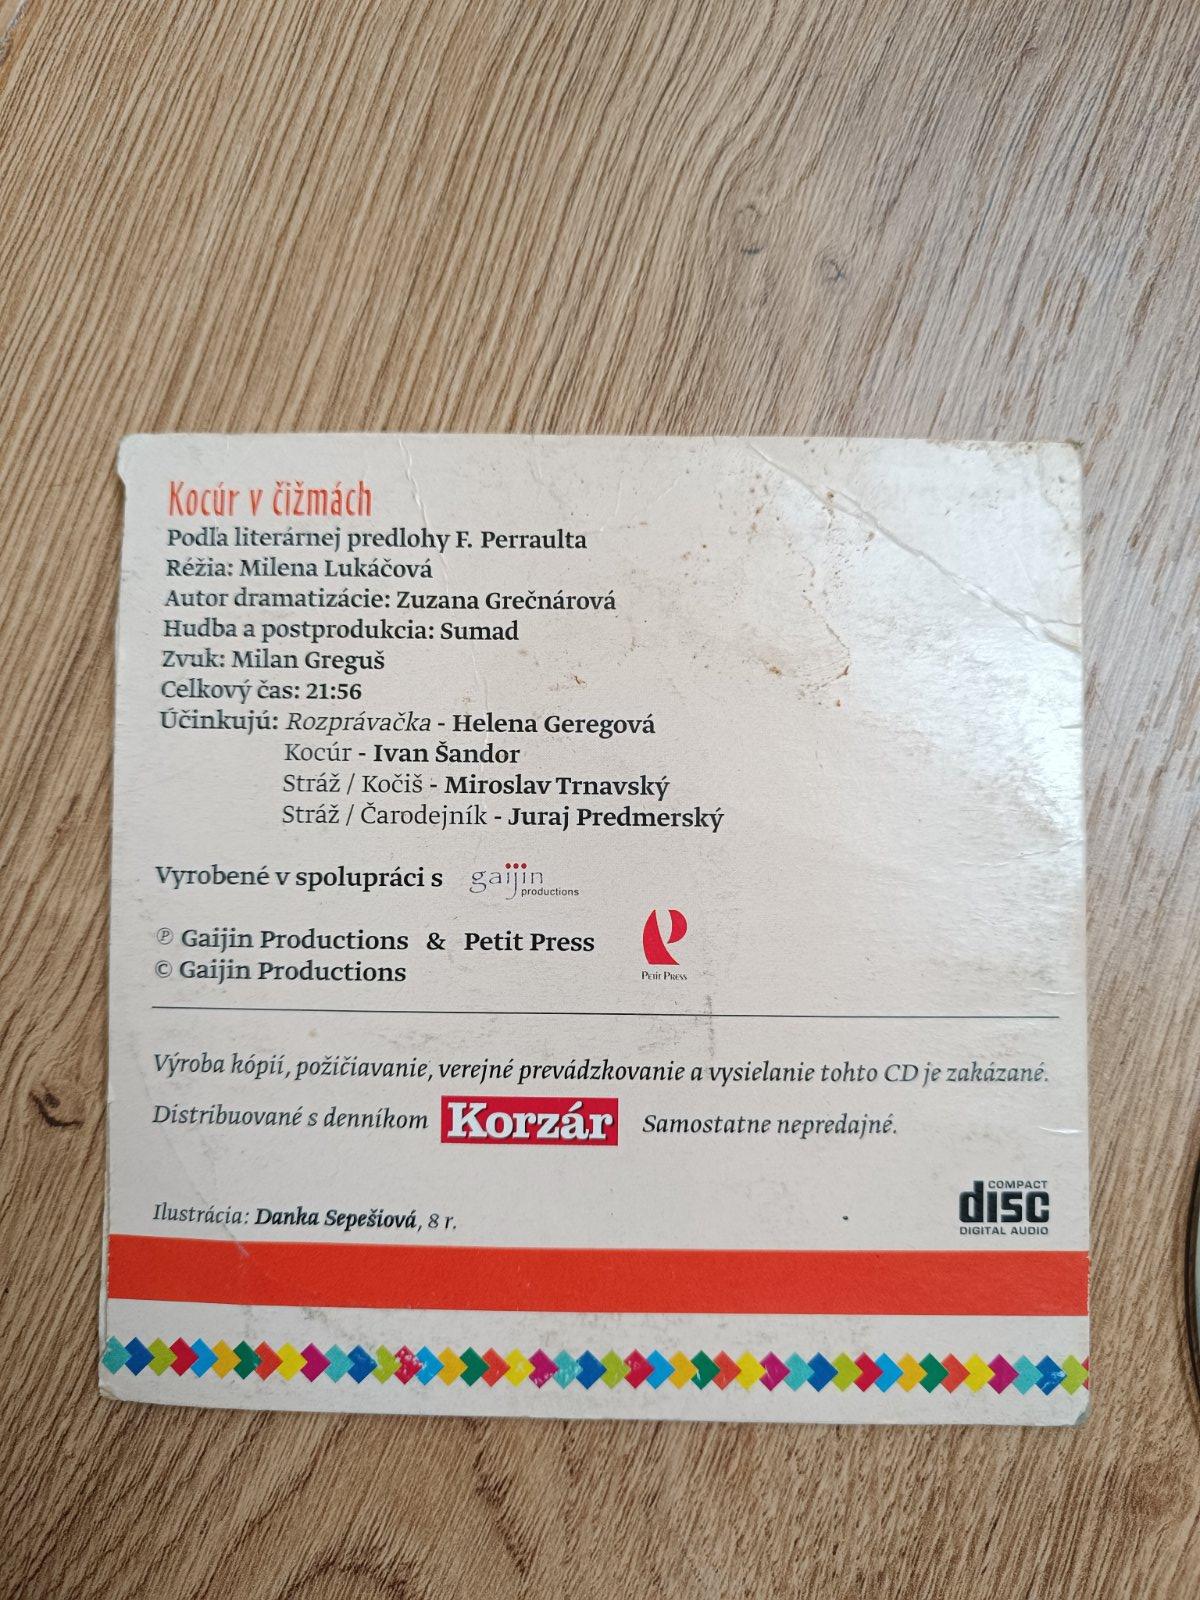 Kocúr v čižmách
Podľa literárnej predlohy F. Perraulta
Réžia: Milena Lukáčová
Autor dramatizácie: Zuzana Grečnárová
Hudba a postprodukcia: Sumad
Zvuk: Milan Greguš
Celkový čas: 21:56
Účinkujú: Rozprávačka - Helena Geregová
Kocúr - Ivan Šandor
Stráž / Kočiš - Miroslav Trnavský
Stráž / Čarodejník - Juraj Predmerský
Vyrobené v spolupráci s gaijin productions
℗ Gaijin Productions & Petit Press
© Gaijin Productions
PETIT PRESS
Výroba kópií, požičiavanie, verejné prevádzkovanie a vysielanie tohto CD je zakázané.
Distribuované s denníkom Korzár Samostatne nepredajné.
COMPACT
disc
DIGITAL AUDIO
Ilustrácia: Danka Sepešiová, 8 r.